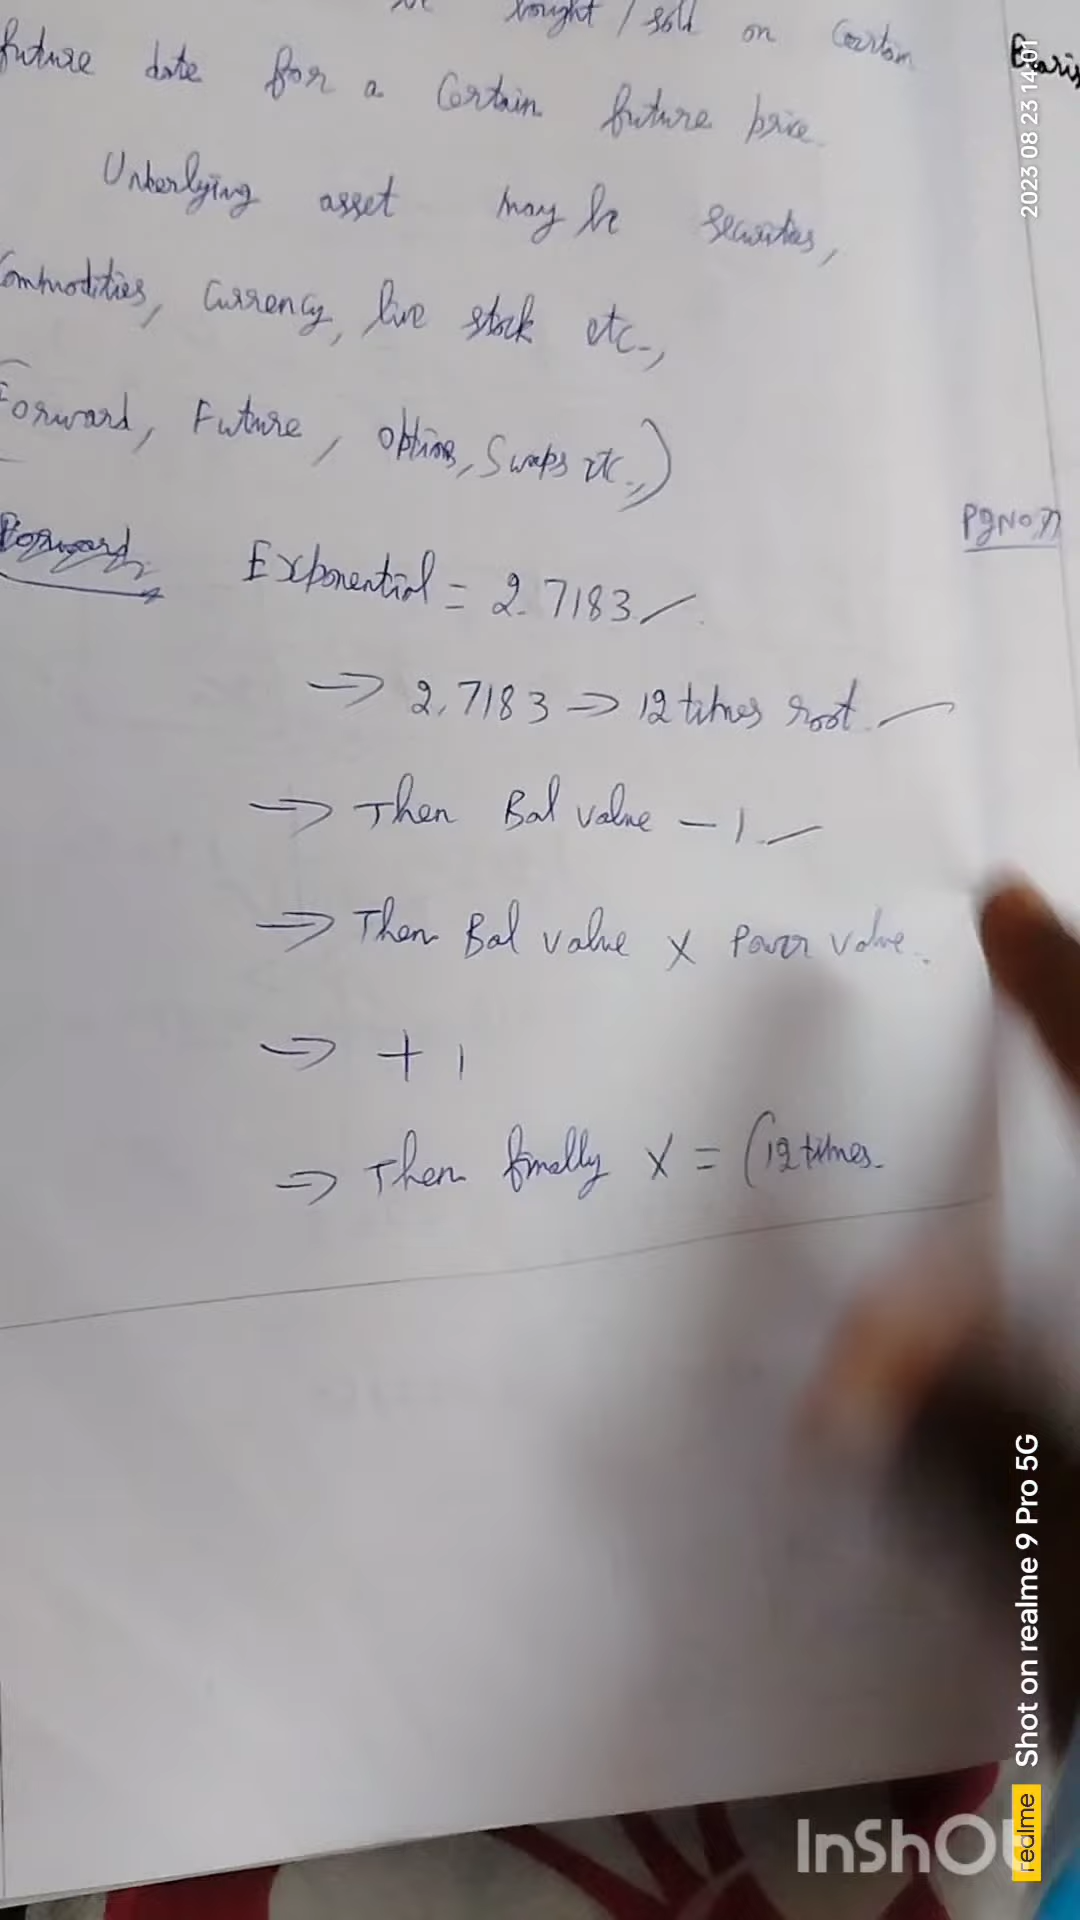 bought / sold on Certain
future date for a Certain future price.
Underlying asset may be securities,
Commodities, Currency, live stock etc.,
Forward, Future, Options, Swaps etc.,)
Forward
Exponential = 2.7183
Pg No.
⇒ 2.7183 ⇒ 12 times root.
⇒ Then Bal value - 1.
⇒ Then Bal value X Power value.
⇒ + 1
⇒ Then finally X = (12 times.
2023 08 23 14:01
realme Shot on realme 9 Pro 5G
InShOt